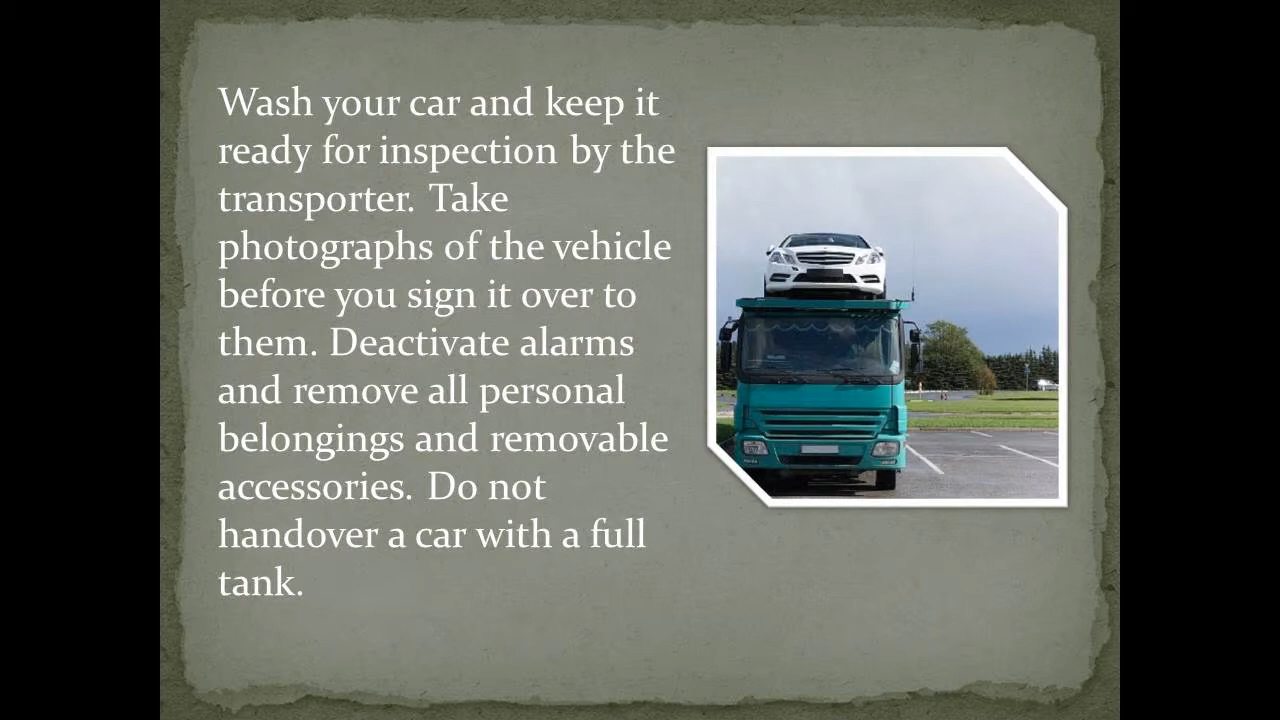 Wash your car and keep it
ready for inspection by the
transporter. Take
photographs of the vehicle
before you sign it over to
them. Deactivate alarms
and remove all personal
belongings and removable
accessories. Do not
handover a car with a full
tank.